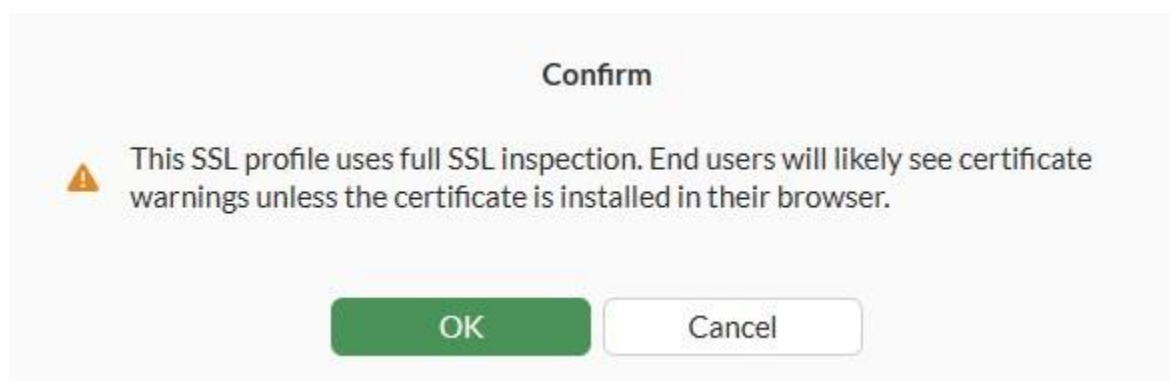 Confirm
This SSL profile uses full SSL inspection. End users will likely see certificate
warnings unless the certificate is installed in their browser.
OK Cancel